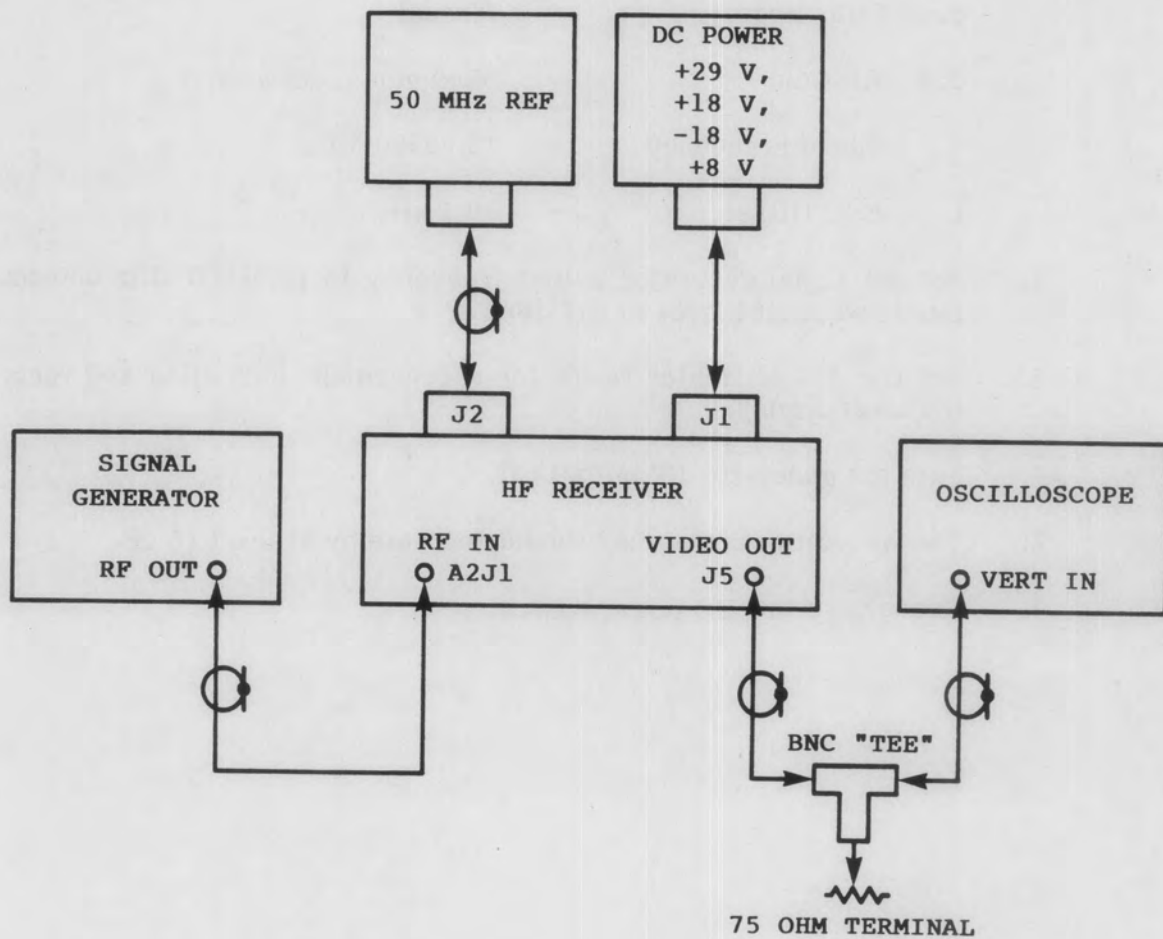 DC POWER
+29 V,
+18 V,
-18 V,
+8 V
50 MHz REF
J2
J1
SIGNAL
GENERATOR
RF OUT
HF RECEIVER
RF IN
A2J1
VIDEO OUT
J5
OSCILLOSCOPE
VERT IN
BNC "TEE"
75 OHM TERMINAL